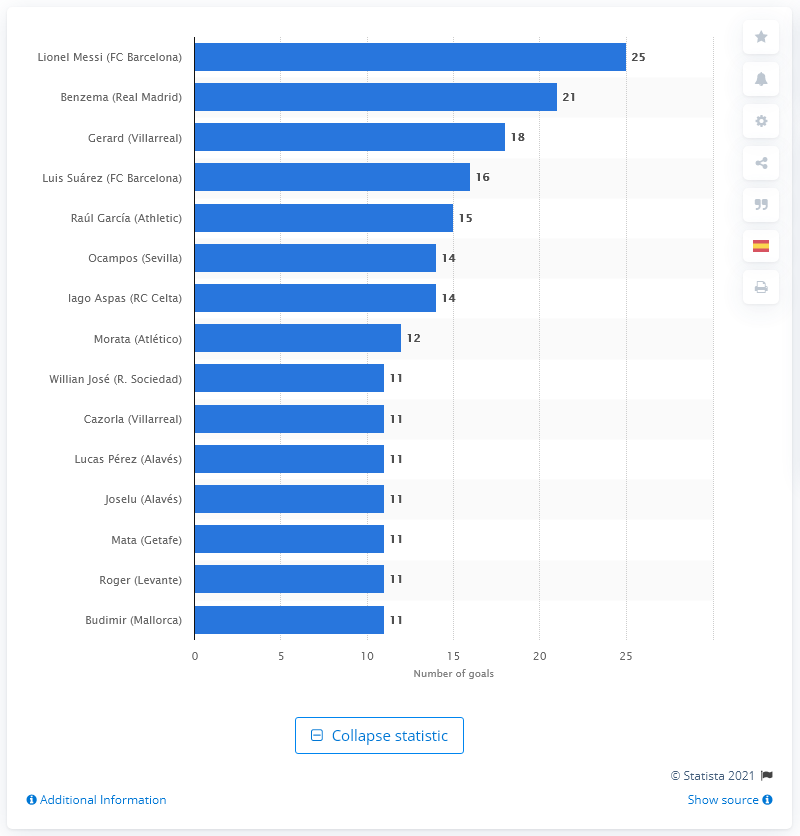 Lionel Messi (FC Barcelona) 25
Benzema (Real Madrid) 21
Gerard (Villarreal) 18
Luis Suárez (FC Barcelona) 16
Raúl García (Athletic) 15
Ocampos (Sevilla) 14
Iago Aspas (RC Celta) 14
Morata (Atlético) 12
Willian José (R. Sociedad) 11
Cazorla (Villarreal) 11
Lucas Pérez (Alavés) 11
Joselu (Alavés) 11
Mata (Getafe) 11
Roger (Levante) 11
Budimir (Mallorca) 11
0 5 10 15 20 25
Number of goals
Collapse statistic
© Statista 2021
Additional Information Show source